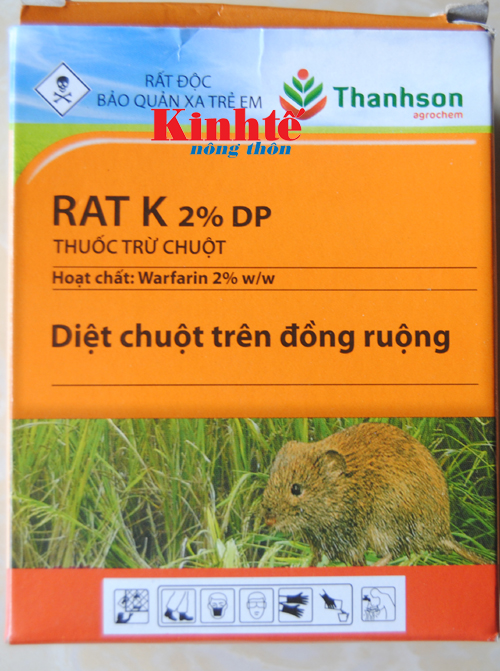 RẤT ĐỘC
BẢO QUẢN XA TRẺ EM
Thanhson
agrochem
Kinhtế
nông thôn
RAT K 2% DP
THUỐC TRỪ CHUỘT
Hoạt chất: Warfarin 2% w/w
Diệt chuột trên đồng ruộng